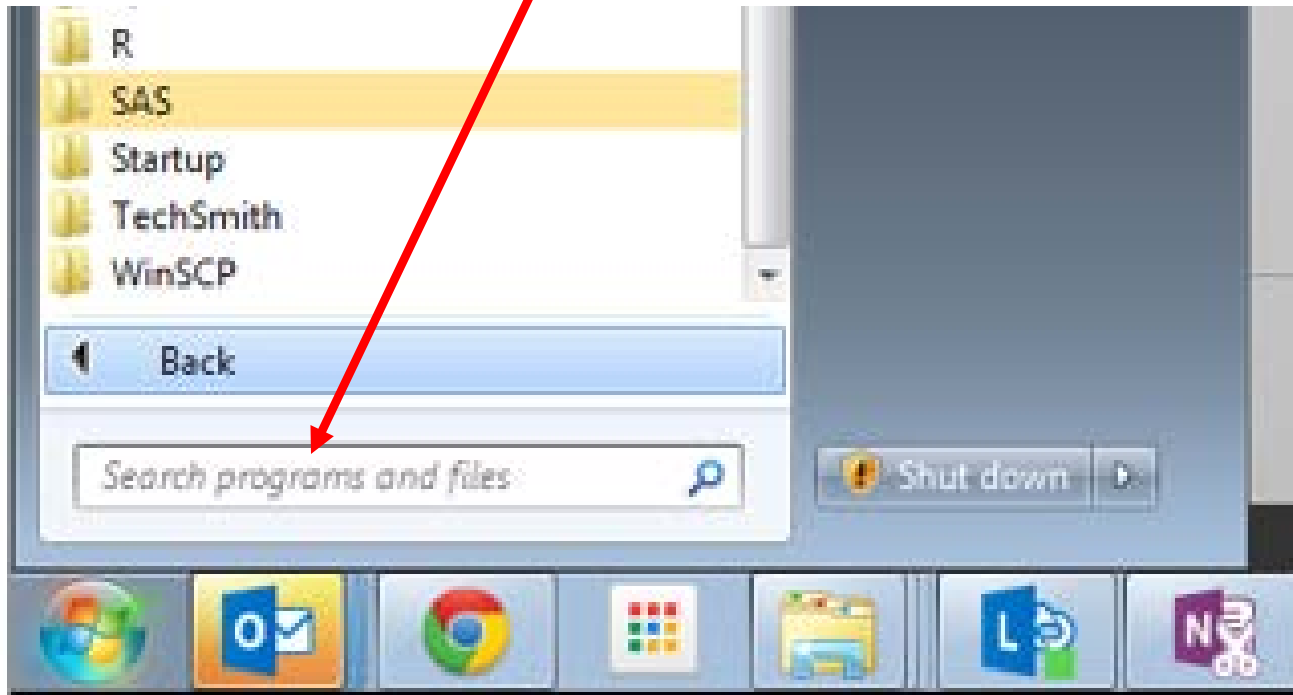 R
SAS
Startup
TechSmith
WinSCP
Back
Search programs and files
Shut down
O
L
N